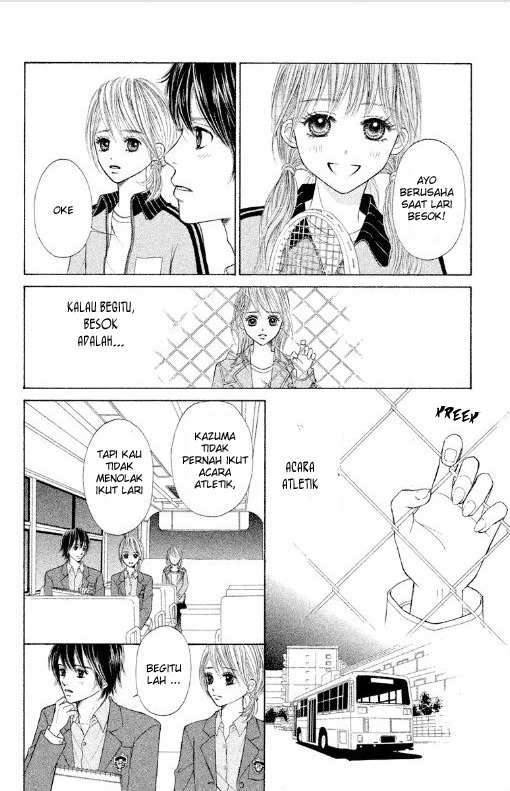 AYO
BERUSAHA
SAAT LARI
BESOK!
OKE
KALAU BEGITU,
BESOK
ADALAH...
KREEK
ACARA
ATLETIK
KAZUMA
TIDAK
PERNAH IKUT
ACARA
ATLETIK,
TAPI KAU
TIDAK
MENOLAK
IKUT LARI
BEGITU
LAH ...